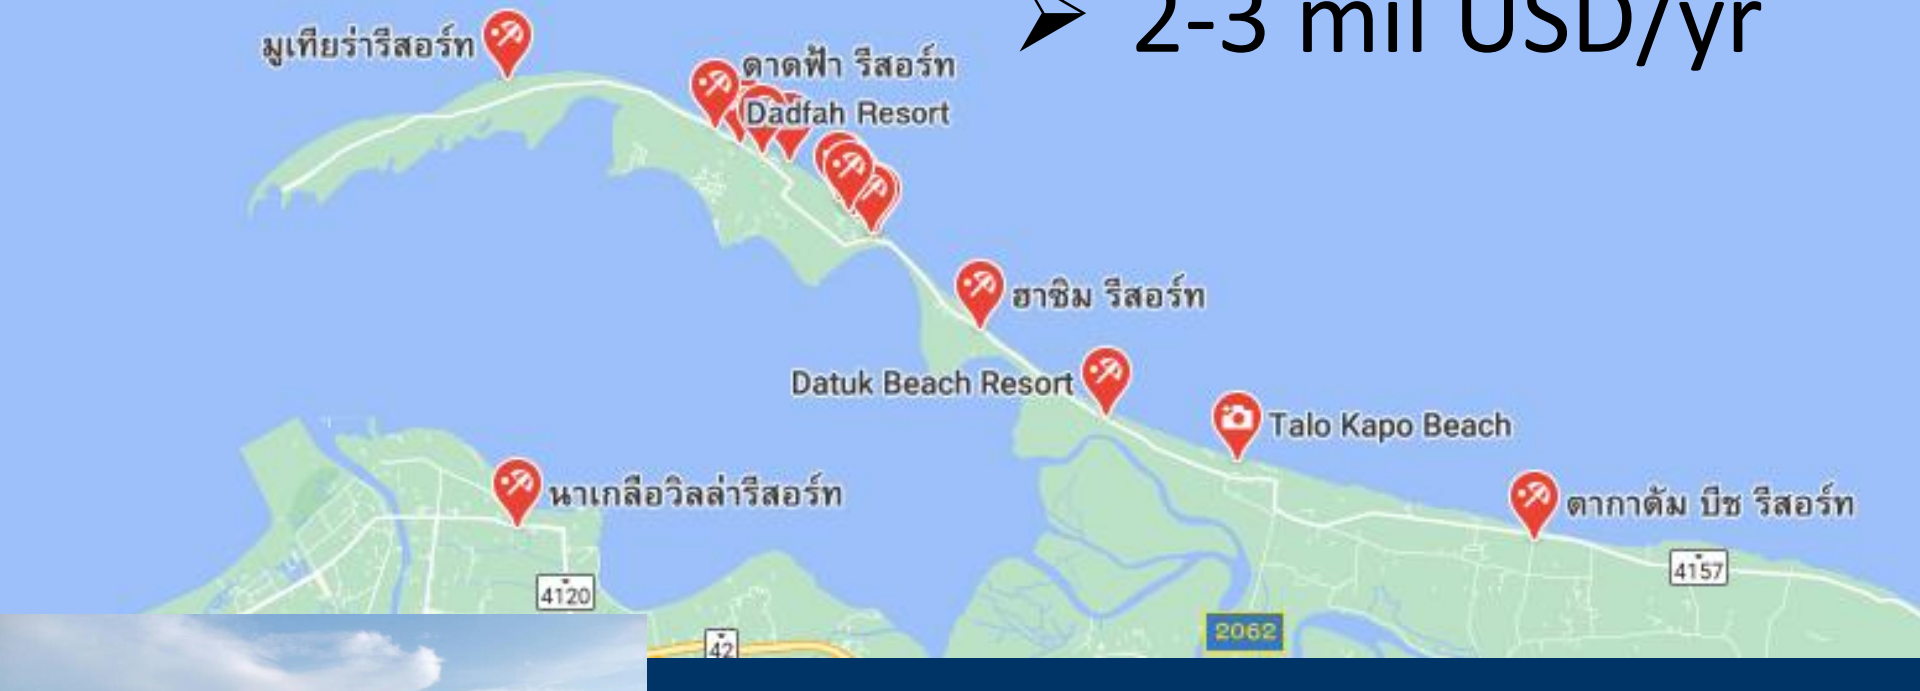 ➢ 2-3 mil USD/yr
มูเทียร่ารีสอร์ท
ดาดฟ้า รีสอร์ท
Dadfah Resort
ฮาซิม รีสอร์ท
Datuk Beach Resort
Talo Kapo Beach
นาเกลือวิลล่ารีสอร์ท
ตากาดัม บีช รีสอร์ท
4157
4120
2062
42